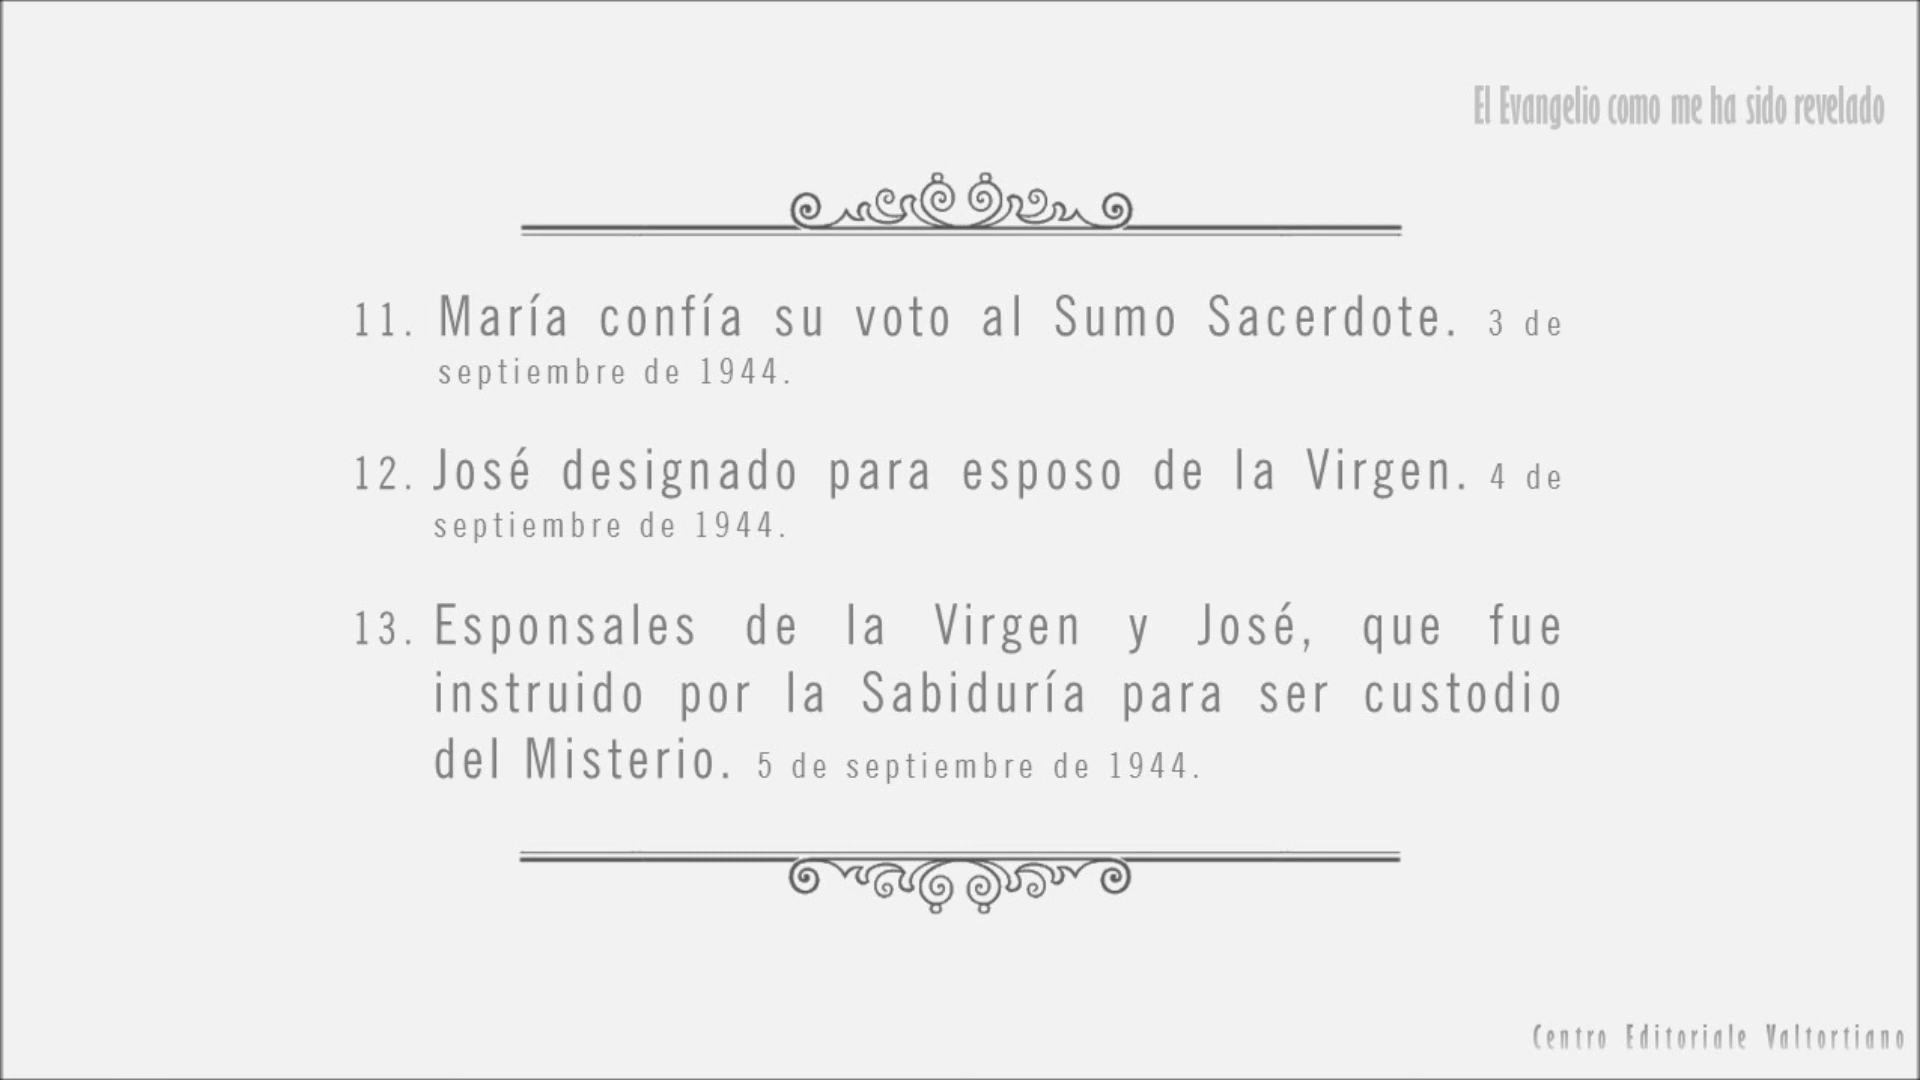 El Evangelio como me ha sido revelado
11. María confía su voto al Sumo Sacerdote. 3 de
septiembre de 1944.
12. José designado para esposo de la Virgen. 4 de
septiembre de 1944.
13. Esponsales de la Virgen y José, que fue
instruido por la Sabiduría para ser custodio
del Misterio. 5 de septiembre de 1944.
Centro Editoriale Valtortiano